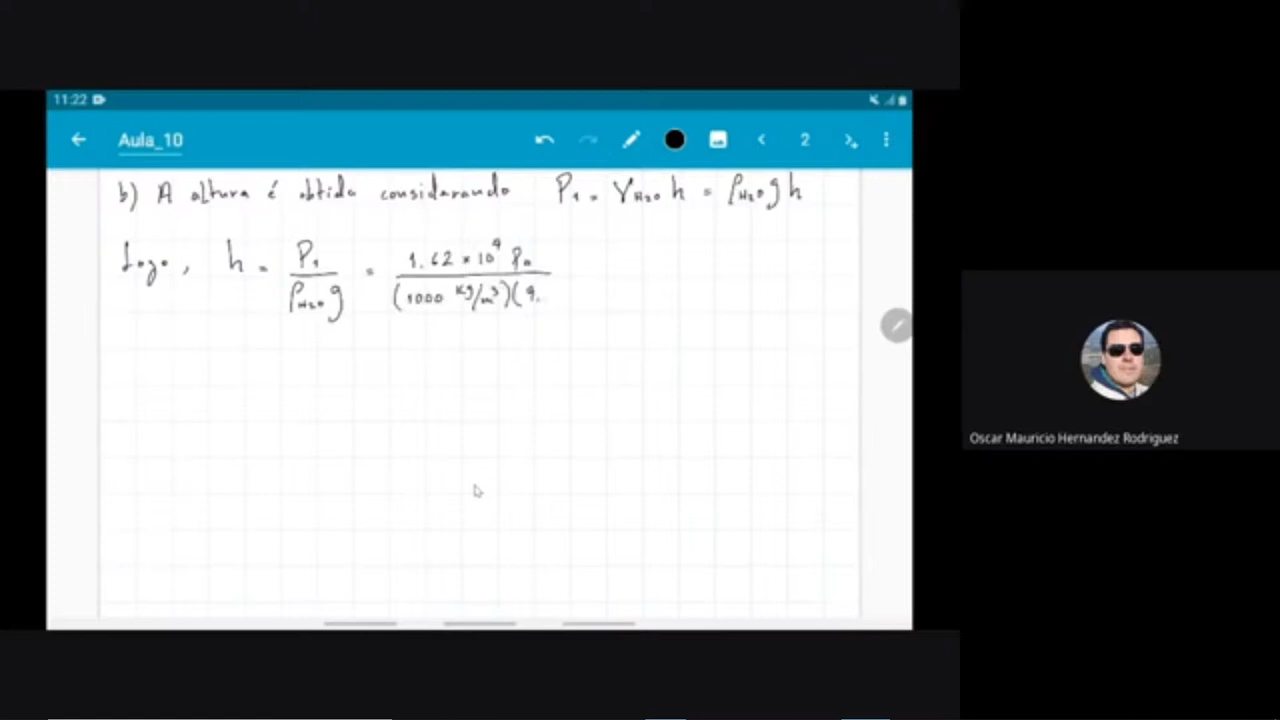 11:22
Aula_10
2
b) A altura é obtida considerando P₁ = γH₂O h = ρH₂O g h
Logo, h = P₁ / ρH₂O g = 1.62 × 10⁴ Pa / (1000 Kg/m³)(9.
Oscar Mauricio Hernandez Rodriguez